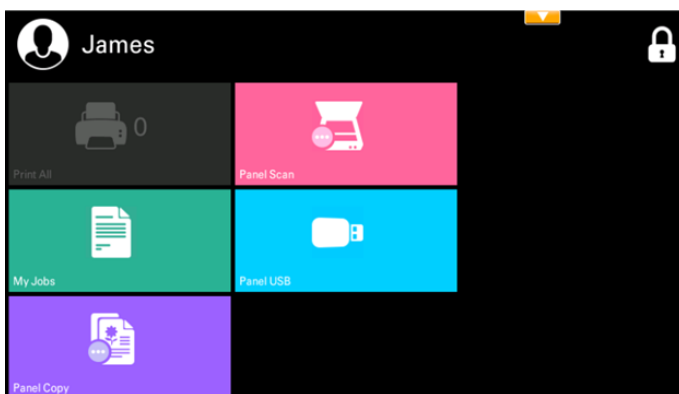 James
0
Print All
Panel Scan
My Jobs
Panel USB
Panel Copy